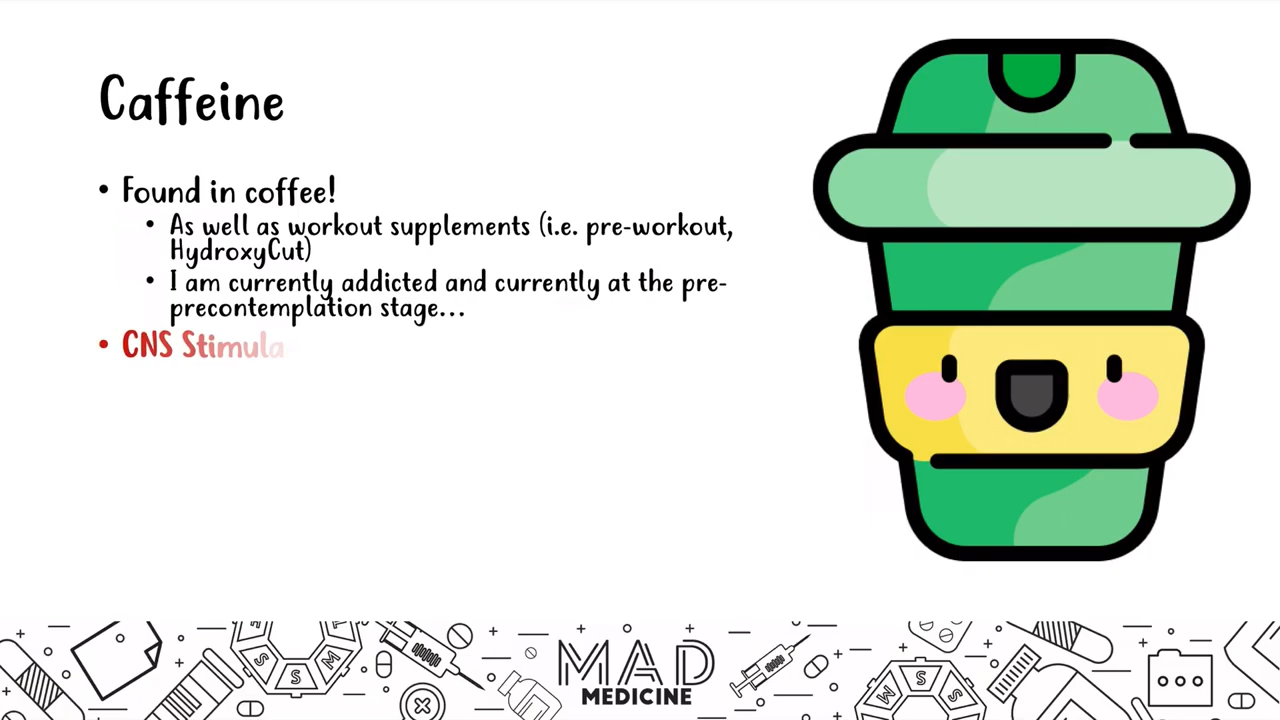 Caffeine
• Found in coffee!
• As well as workout supplements (i.e. pre-workout,
HydroxyCut)
• I am currently addicted and currently at the pre-
precontemplation stage...
• CNS Stimula
S
S
M
MAD
MEDICINE
M
S
S